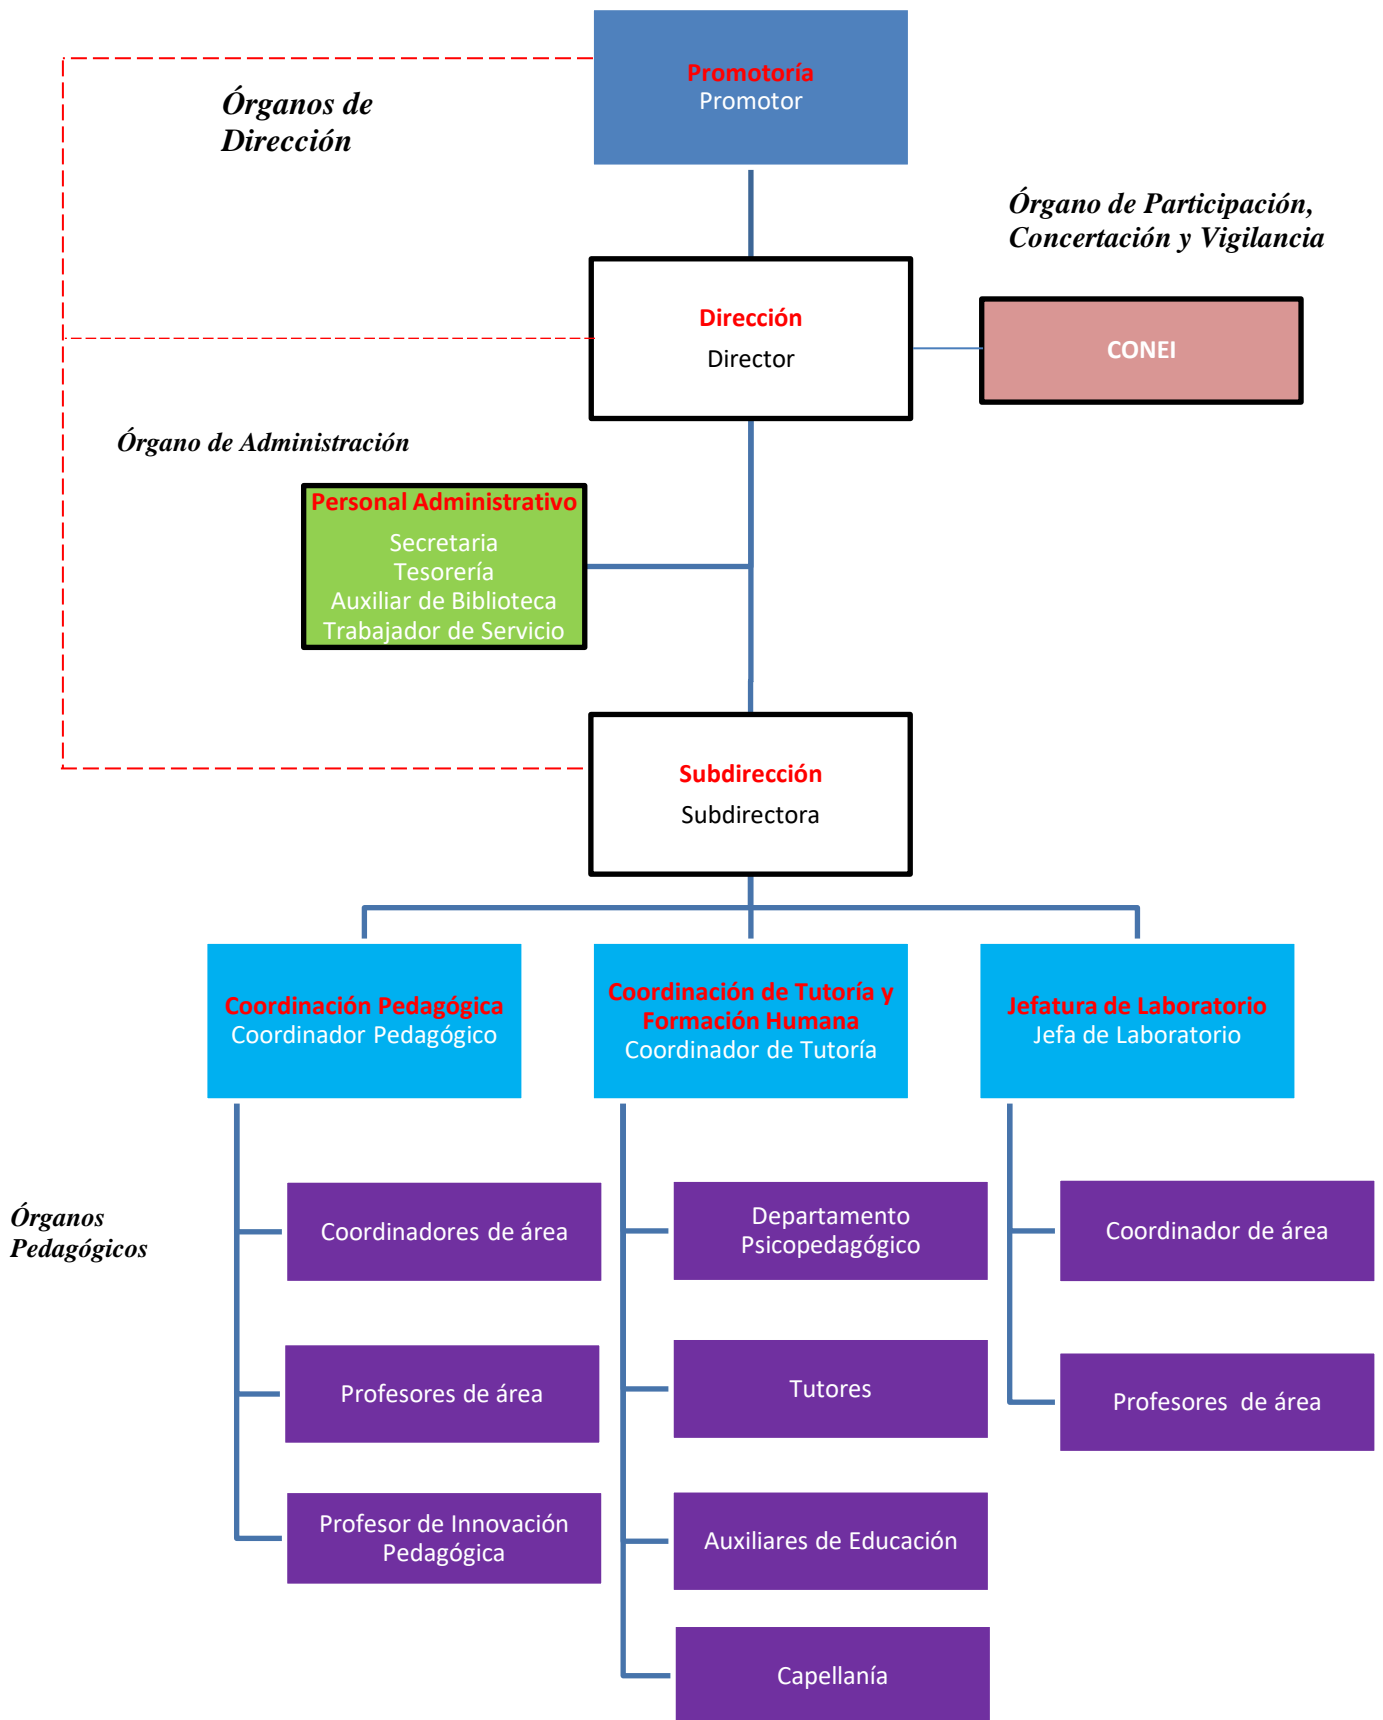 Promotoría
Promotor
Órganos de
Dirección
Órgano de Participación,
Concertación y Vigilancia
Dirección
Director
CONEI
Órgano de Administración
Personal Administrativo
Secretaria
Tesorería
Auxiliar de Biblioteca
Trabajador de Servicio
Subdirección
Subdirectora
Coordinación Pedagógica
Coordinador Pedagógico
Coordinación de Tutoría y
Formación Humana
Coordinador de Tutoría
Jefatura de Laboratorio
Jefa de Laboratorio
Órganos
Pedagógicos
Coordinadores de área
Profesores de área
Profesor de Innovación
Pedagógica
Departamento
Psicopedagógico
Tutores
Auxiliares de Educación
Capellanía
Coordinador de área
Profesores  de área